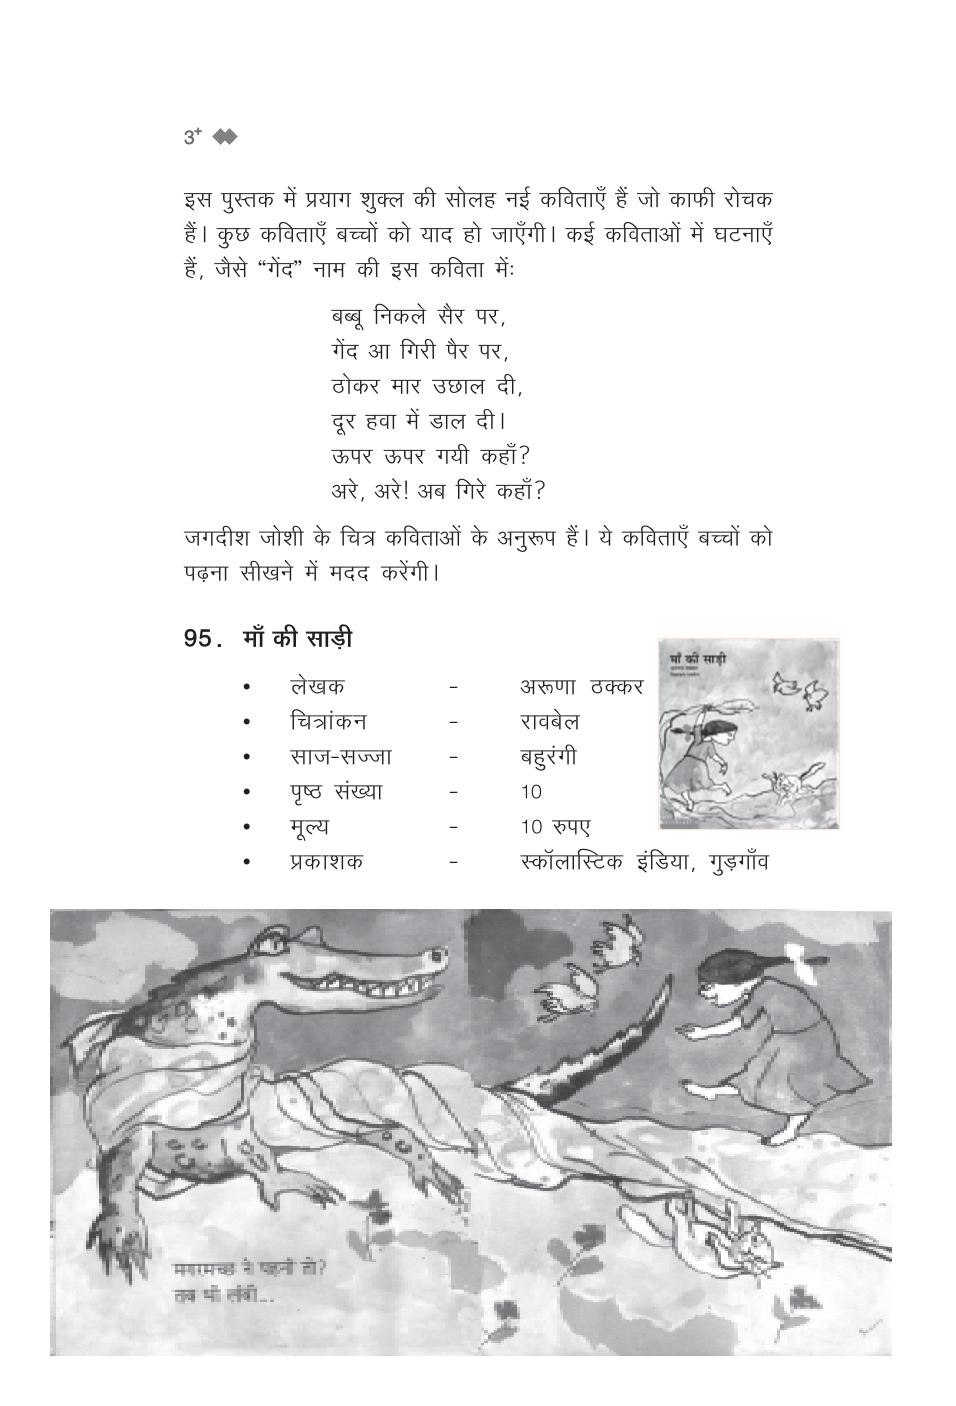 3+
इस पुस्तक में प्रयाग शुक्ल की सोलह नई कविताएँ हैं जो काफी रोचक
हैं। कुछ कविताएँ बच्चों को याद हो जाएँगी। कई कविताओं में घटनाएँ
हैं, जैसे “गेंद” नाम की इस कविता में:
बब्बू निकले सैर पर,
गेंद आ गिरी पैर पर,
ठोकर मार उछाल दी,
दूर हवा में डाल दी।
ऊपर ऊपर गयी कहाँ?
अरे, अरे! अब गिरे कहाँ?
जगदीश जोशी के चित्र कविताओं के अनुरूप हैं। ये कविताएँ बच्चों को
पढ़ना सीखने में मदद करेंगी।
95. माँ की साड़ी
• लेखक - अरूणा ठक्कर
• चित्रांकन - रावबेल
• साज-सज्जा - बहुरंगी
• पृष्ठ संख्या - 10
• मूल्य - 10 रुपए
• प्रकाशक - स्कॉलास्टिक इंडिया, गुड़गाँव
माँ की साड़ी
मगरमच्छ ने पहनी तो?
तब भी लंबी...